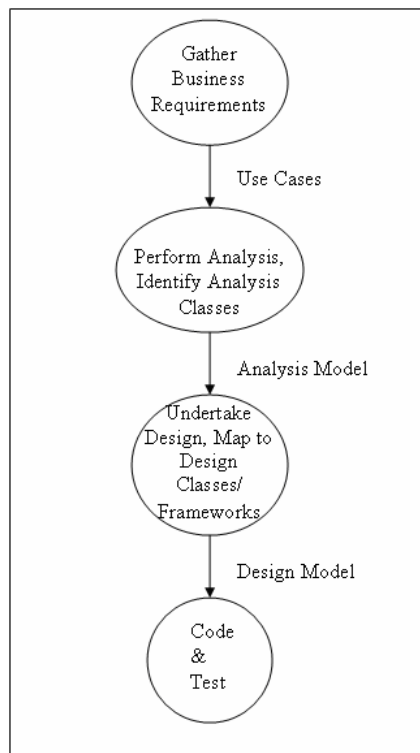 Gather
Business
Requirements
Use Cases
Perform Analysis,
Identify Analysis
Classes
Analysis Model
Undertake
Design, Map to
Design
Classes/
Frameworks
Design Model
Code
&
Test